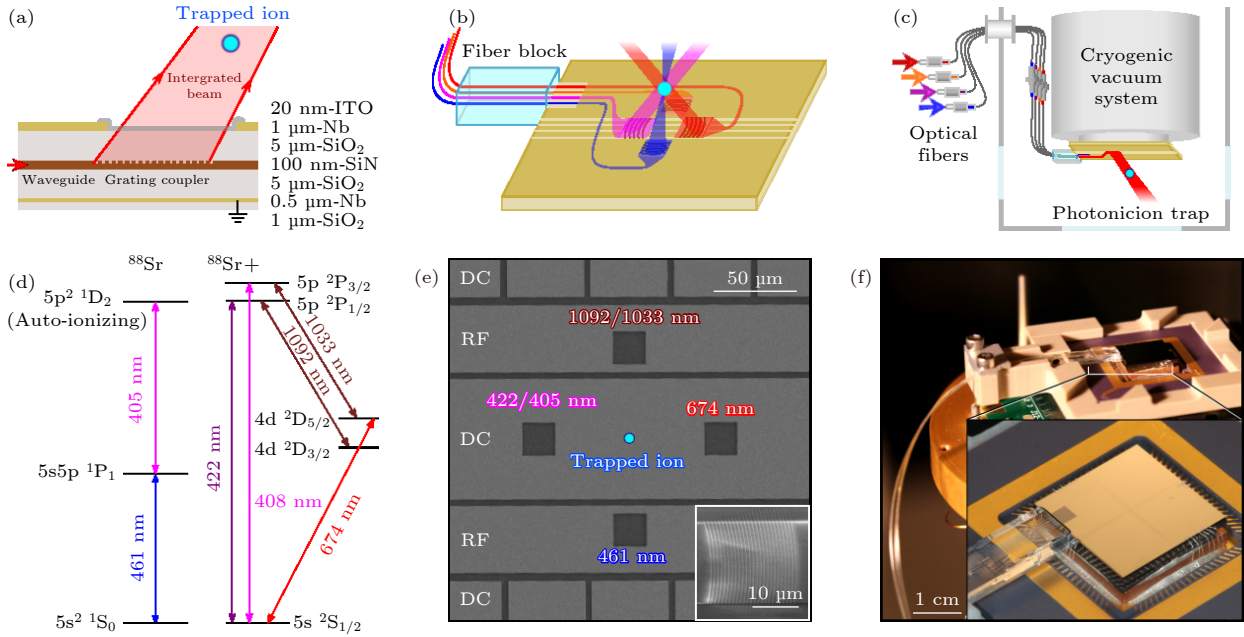 (a)
Trapped ion
Intergrated
beam
20 nm-ITO
1 µm-Nb
5 µm-SiO₂
100 nm-SiN
Waveguide Grating coupler
5 µm-SiO₂
0.5 µm-Nb
1 µm-SiO₂
(b)
Fiber block
(c)
Cryogenic
vacuum
system
Optical
fibers
Photonicion trap
(d)
⁸⁸Sr
⁸⁸Sr+
5p² ¹D₂
(Auto-ionizing)
405 nm
5s5p ¹P₁
461 nm
5s² ¹S₀
5p ²P₃/₂
5p ²P₁/₂
1033 nm
1092 nm
4d ²D₅/₂
4d ²D₃/₂
422 nm
408 nm
674 nm
5s ²S₁/₂
(e)
DC
50 µm
1092/1033 nm
RF
422/405 nm
674 nm
DC
Trapped ion
RF
461 nm
DC
10 µm
(f)
1 cm